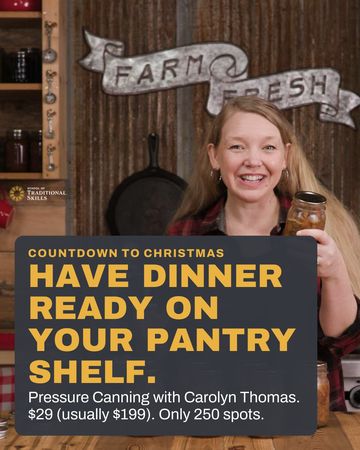 FARM
FRESH
SCHOOL OF
TRADITIONAL
SKILLS
COUNTDOWN TO CHRISTMAS
HAVE DINNER
READY ON
YOUR PANTRY
SHELF.
Pressure Canning with Carolyn Thomas.
$29 (usually $199). Only 250 spots.